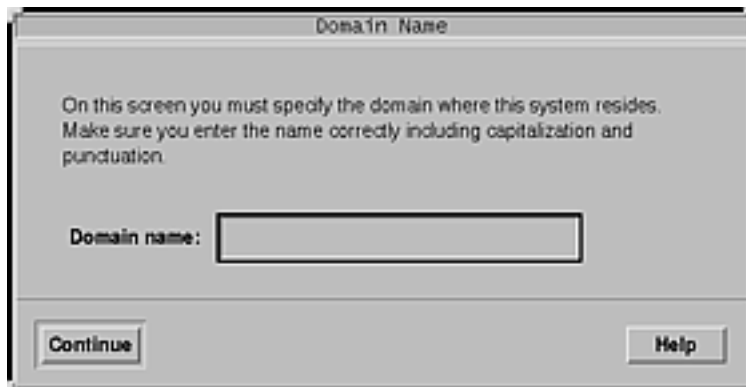 Domain Name
On this screen you must specify the domain where this system resides.
Make sure you enter the name correctly including capitalization and
punctuation.
Domain name:
Continue
Help